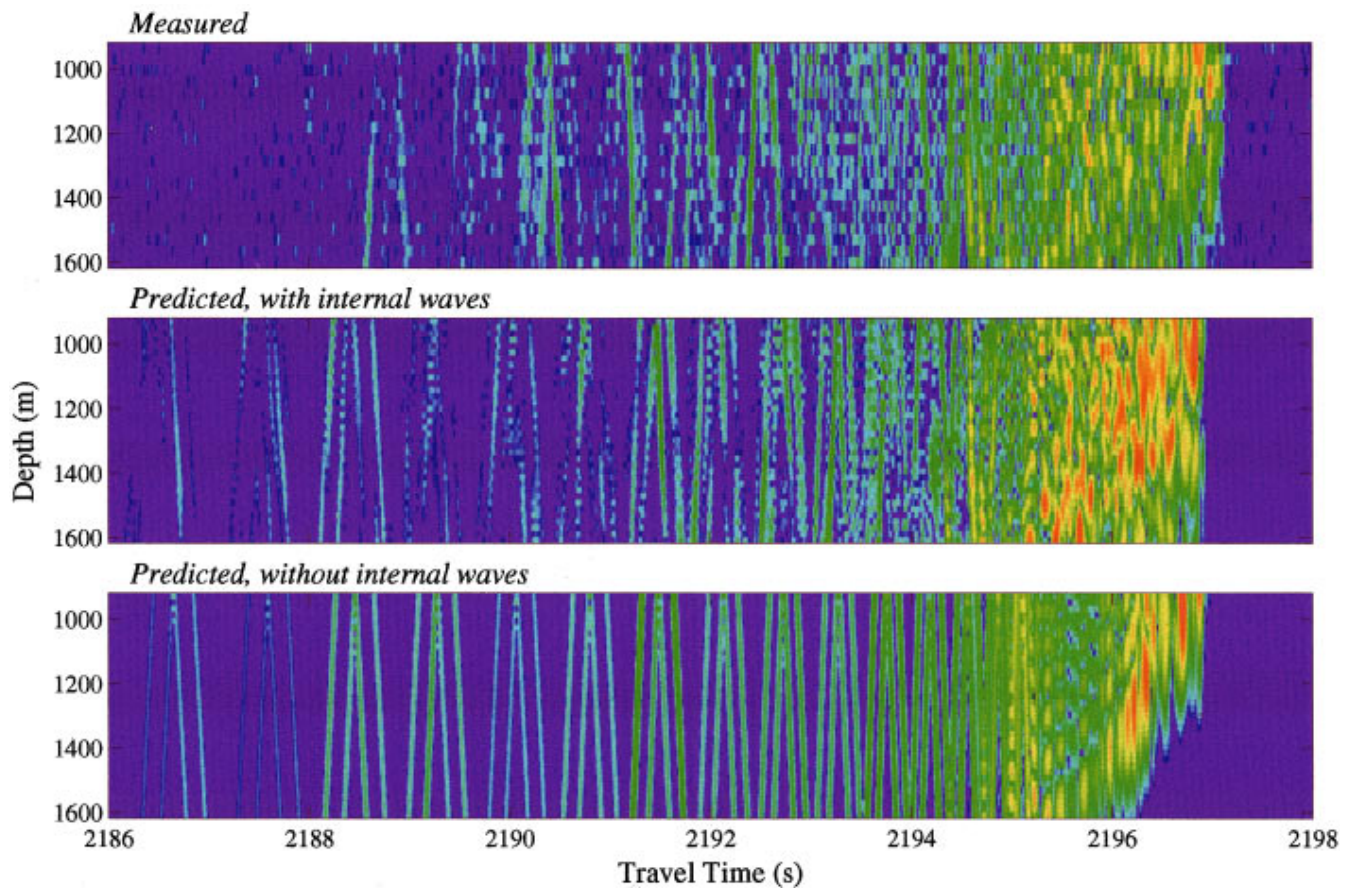 Measured
1000
1200
1400
1600
Predicted, with internal waves
1000
1200
1400
1600
Depth (m)
Predicted, without internal waves
1000
1200
1400
1600
2186 2188 2190 2192 2194 2196 2198
Travel Time (s)